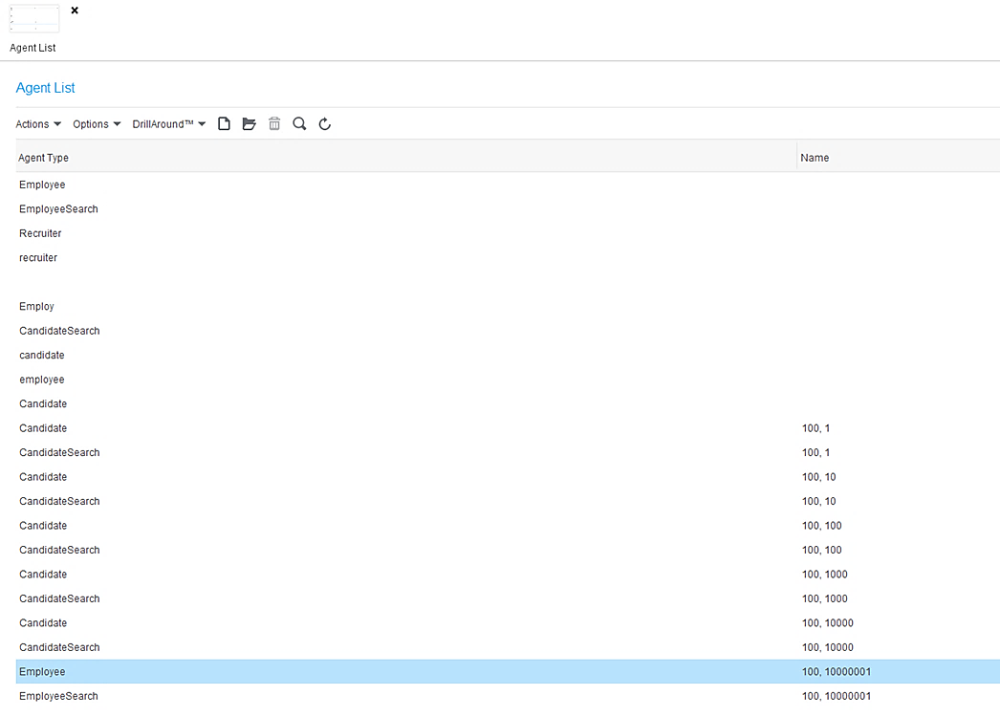 Agent List
Agent List
Actions Options DrillAround™
Agent Type Name
Employee
EmployeeSearch
Recruiter
recruiter
Employ
CandidateSearch
candidate
employee
Candidate
Candidate 100, 1
CandidateSearch 100, 1
Candidate 100, 10
CandidateSearch 100, 10
Candidate 100, 100
CandidateSearch 100, 100
Candidate 100, 1000
CandidateSearch 100, 1000
Candidate 100, 10000
CandidateSearch 100, 10000
Employee 100, 10000001
EmployeeSearch 100, 10000001